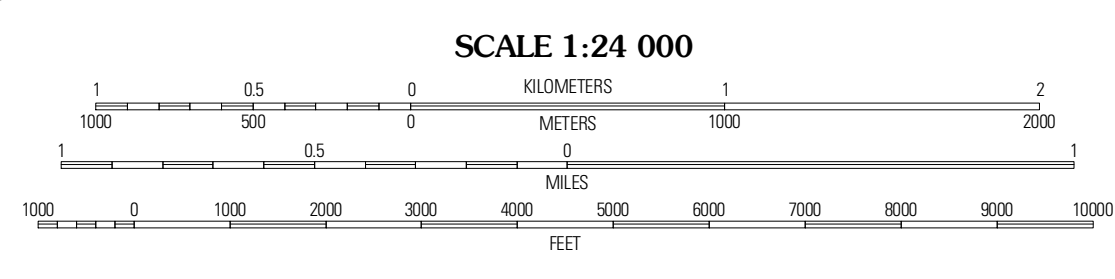 SCALE 1:24 000
1 0.5 0 KILOMETERS 1 2
1000 500 0 METERS 1000 2000
1 0.5 0 1
MILES
1000 0 1000 2000 3000 4000 5000 6000 7000 8000 9000 10000
FEET